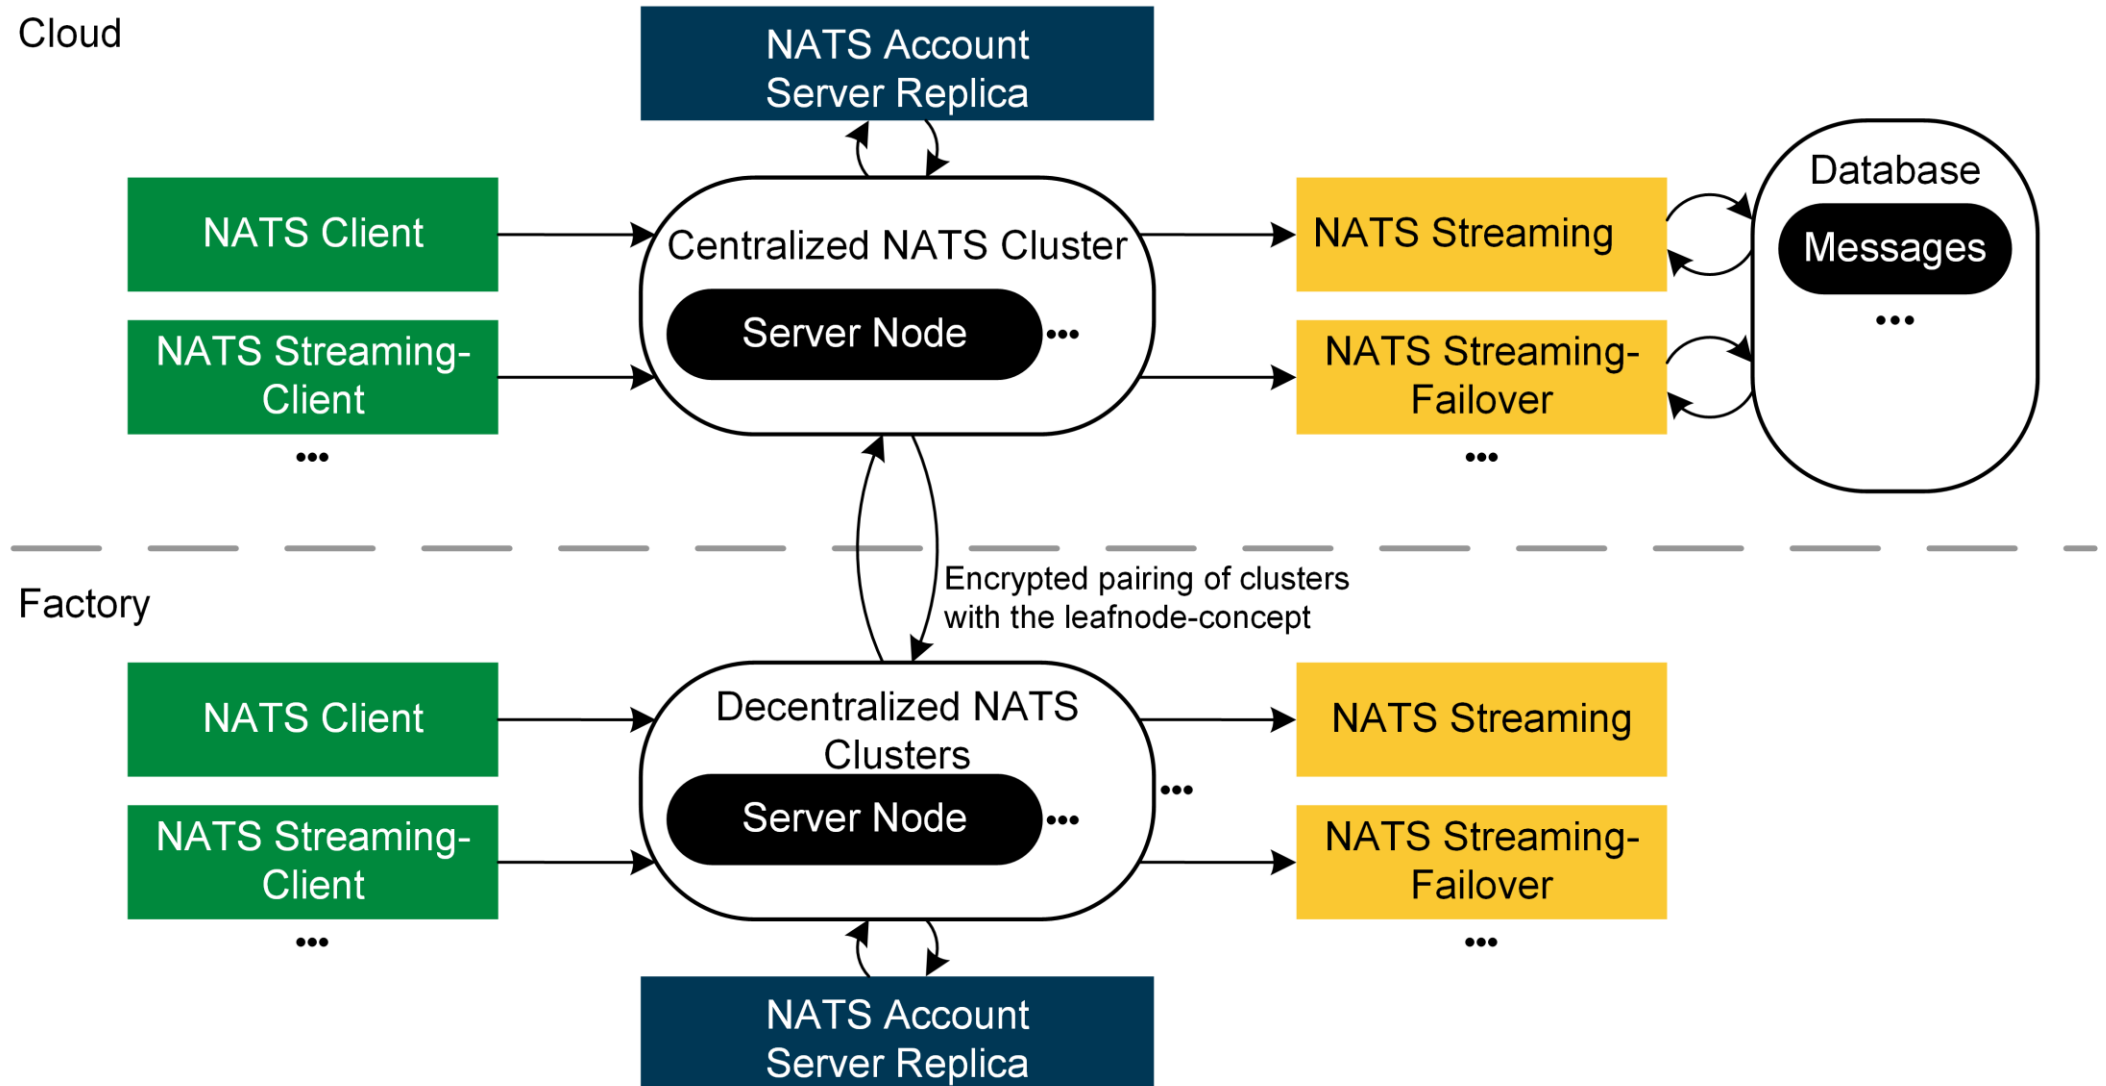 Cloud
NATS Account
Server Replica
NATS Client
Centralized NATS Cluster
Server Node
•••
NATS Streaming
Database
Messages
•••
NATS Streaming-
Client
•••
NATS Streaming-
Failover
•••
Encrypted pairing of clusters
with the leafnode-concept
Factory
NATS Client
Decentralized NATS
Clusters
Server Node
•••
•••
NATS Streaming
NATS Streaming-
Client
•••
NATS Streaming-
Failover
•••
NATS Account
Server Replica